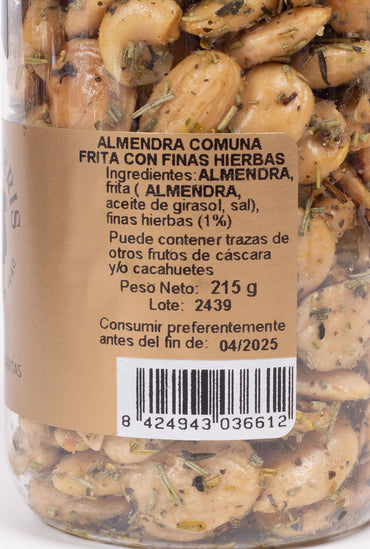 ALMENDRA COMUNA
FRITA CON FINAS HIERBAS
Ingredientes: ALMENDRA,
frita ( ALMENDRA,
aceite de girasol, sal),
finas hierbas (1%)
Puede contener trazas de
otros frutos de cáscara
y/o cacahuetes
Peso Neto: 215 g
Lote: 2439
Consumir preferentemente
antes del fin de: 04/2025
8 424943 036612